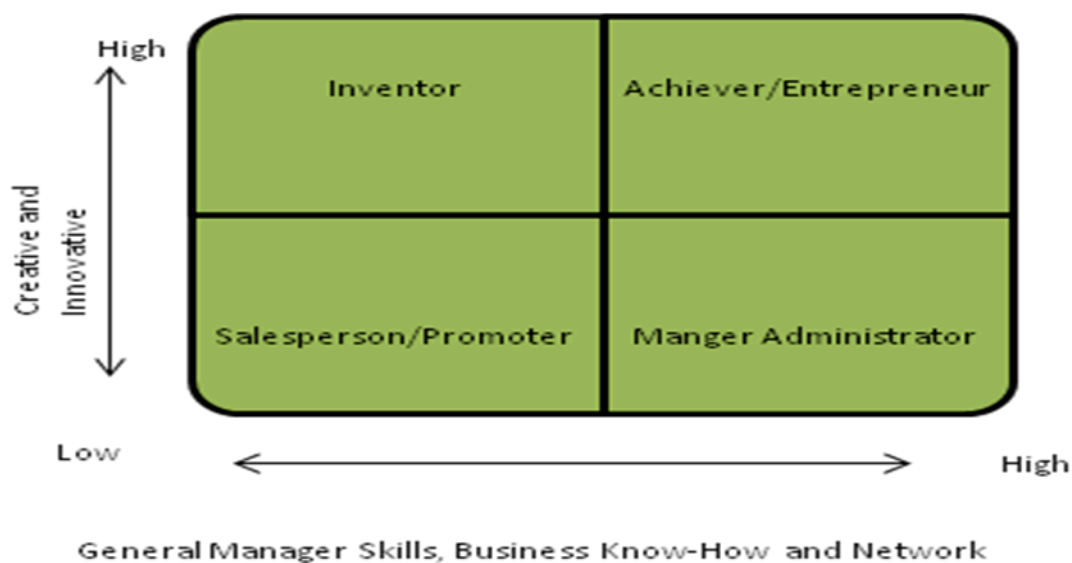 High
Inventor
Achiever/Entrepreneur
Creative and
Innovative
Salesperson/Promoter
Manger Administrator
Low
High
General Manager Skills, Business Know-How and Network